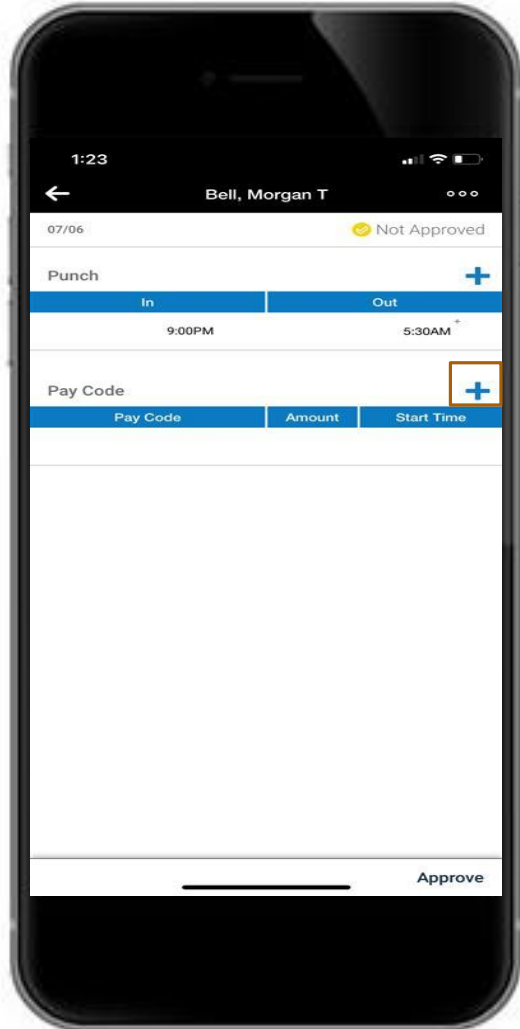 1:23
Bell, Morgan T
07/06 Not Approved
Punch +
In Out
9:00PM 5:30AM +
Pay Code +
Pay Code Amount Start Time
Approve